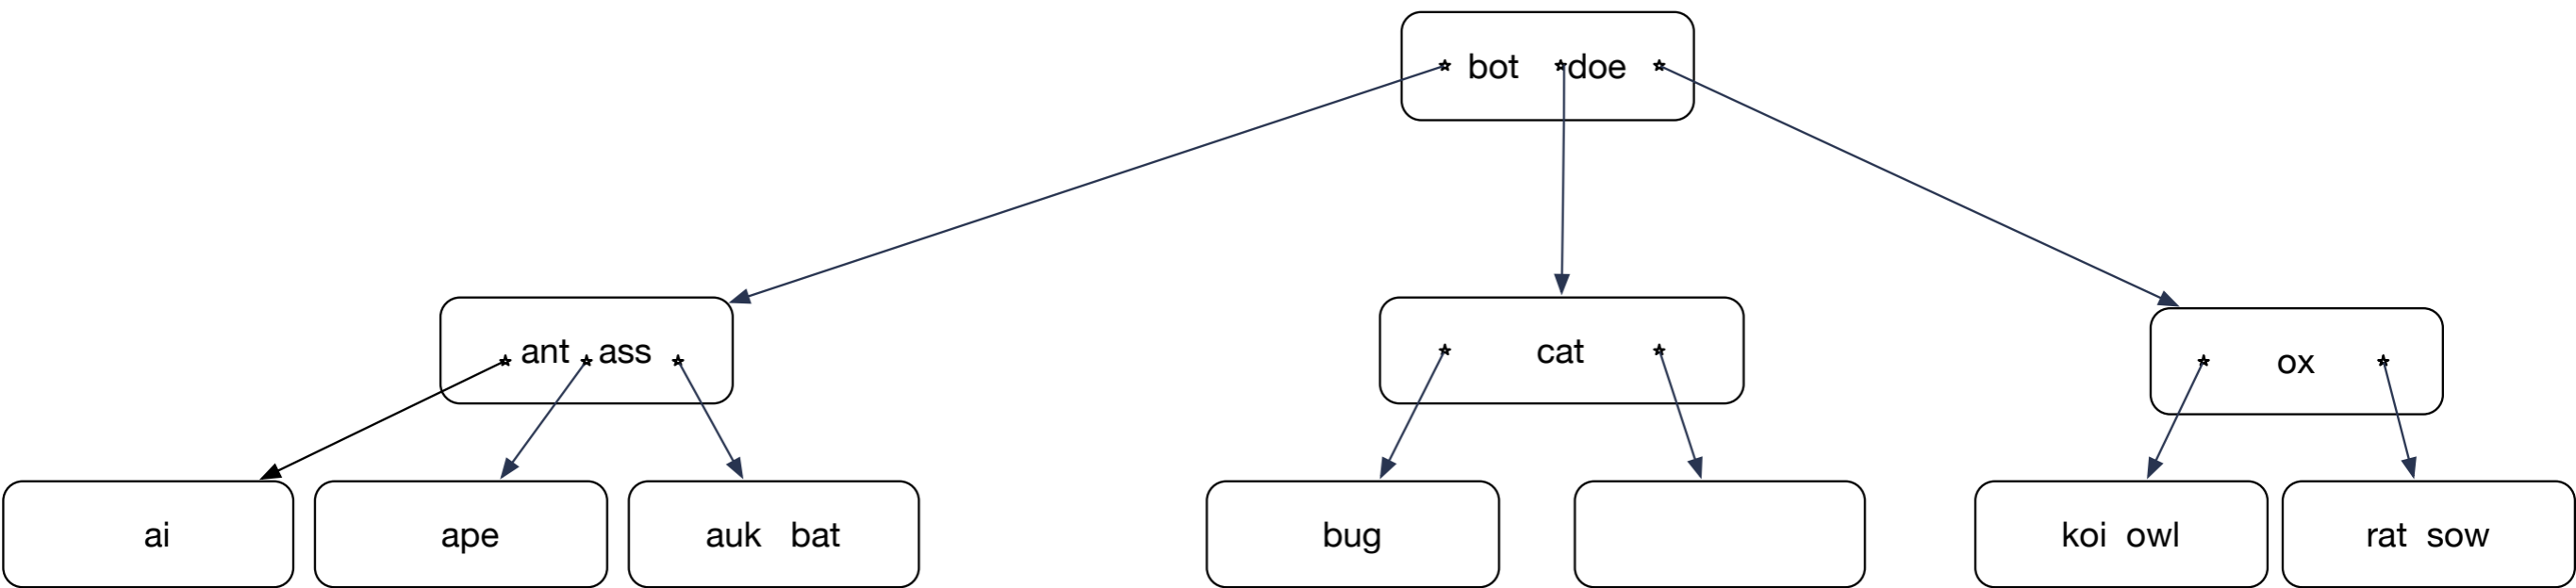 bot doe
ant ass
cat
ox
ai
ape
auk bat
bug
koi owl
rat sow